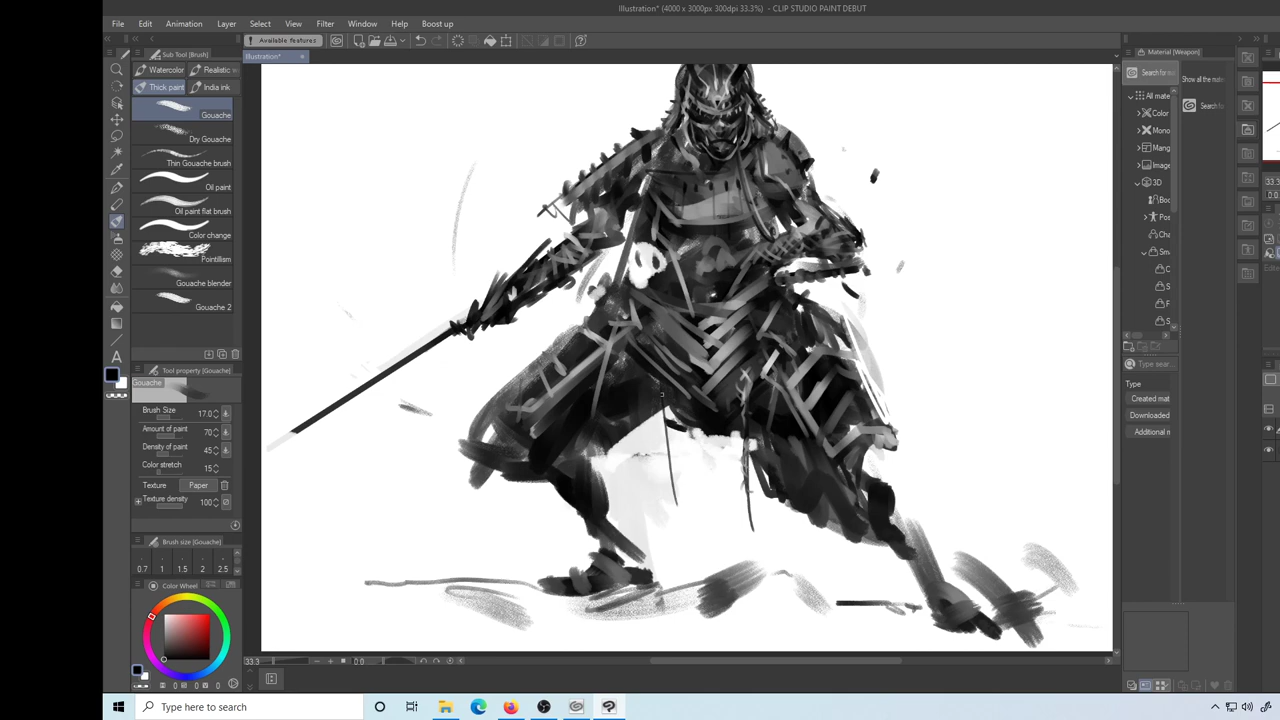 Illustration* (4000 x 3000px 300dpi 33.3%) - CLIP STUDIO PAINT DEBUT
File Edit Animation Layer Select View Filter Window Help Boost up
Available features
Sub Tool [Brush]
Illustration*
Material [Weapon]
Watercolor Realistic
Thick paint India ink
Gouache
Dry Gouache
Thin Gouache brush
Oil paint
Oil paint flat brush
Color change
Pointillism
Gouache blender
Gouache 2
Tool property [Gouache]
Gouache
Brush Size 17.0
Amount of paint 70
Density of paint 45
Color stretch 15
Texture Paper
Texture density 100
Brush size [Gouache]
0.7 1 1.5 2 2.5
Color Wheel
H 0 S 0 V 0
33.3 0.0
Show all the mate
All mate
Color
Mono
Mang
Image
3D
Type
Created mat
Downloaded
Additional m
Type here to search